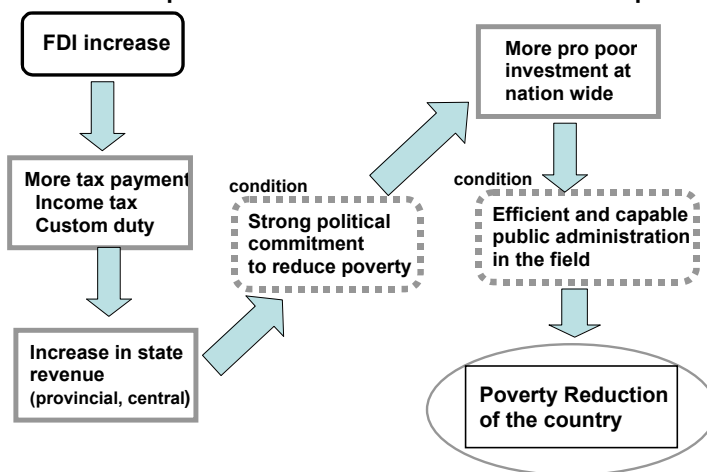 FDI increase
More tax payment
Income tax
Custom duty
Increase in state
revenue
(provincial, central)
condition
Strong political
commitment
to reduce poverty
More pro poor
investment at
nation wide
condition
Efficient and capable
public administration
in the field
Poverty Reduction
of the country